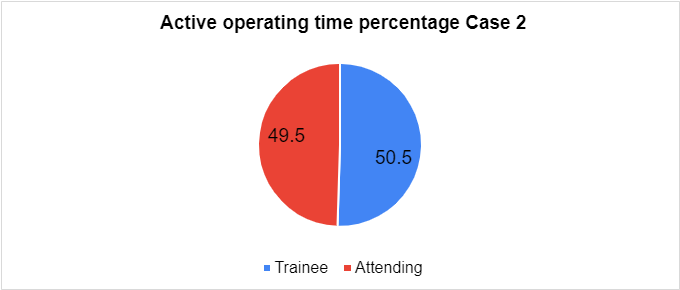 Active operating time percentage Case 2
49.5
50.5
Trainee Attending